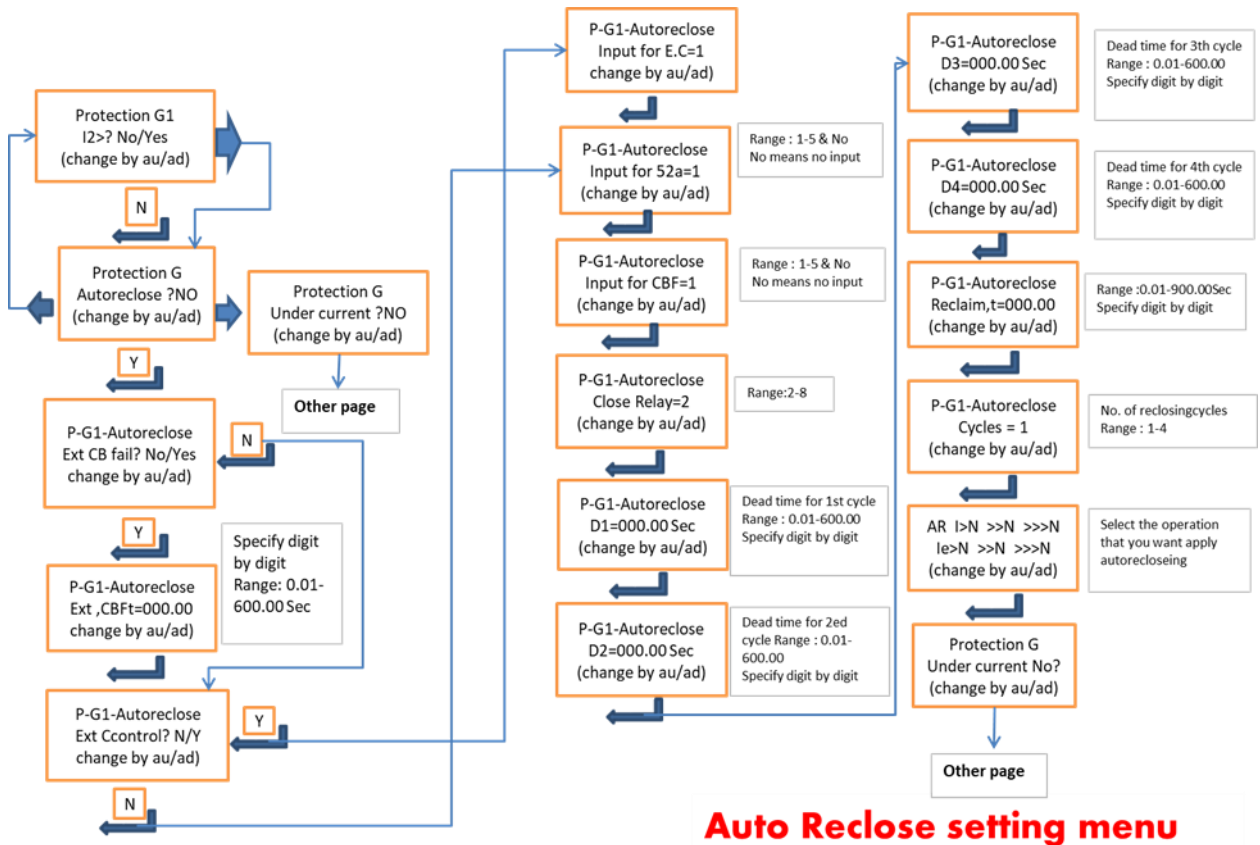 Protection G1
I2>? No/Yes
(change by au/ad)
N
Protection G
Autoreclose ?NO
(change by au/ad)
Protection G
Under current ?NO
(change by au/ad)
Other page
Y
P-G1-Autoreclose
Ext CB fail? No/Yes
change by au/ad)
N
Y
P-G1-Autoreclose
Ext ,CBFt=000.00
change by au/ad)
Specify digit
by digit
Range: 0.01-
600.00 Sec
P-G1-Autoreclose
Ext Ccontrol? N/Y
change by au/ad)
Y
N
P-G1-Autoreclose
Input for E.C=1
change by au/ad)
P-G1-Autoreclose
Input for 52a=1
(change by au/ad)
Range : 1-5 & No
No means no input
P-G1-Autoreclose
Input for CBF=1
(change by au/ad)
Range : 1-5 & No
No means no input
P-G1-Autoreclose
Close Relay=2
(change by au/ad)
Range:2-8
P-G1-Autoreclose
D1=000.00 Sec
(change by au/ad)
Dead time for 1st cycle
Range : 0.01-600.00
Specify digit by digit
P-G1-Autoreclose
D2=000.00 Sec
(change by au/ad)
Dead time for 2ed
cycle Range : 0.01-
600.00
Specify digit by digit
P-G1-Autoreclose
D3=000.00 Sec
(change by au/ad)
Dead time for 3th cycle
Range : 0.01-600.00
Specify digit by digit
P-G1-Autoreclose
D4=000.00 Sec
(change by au/ad)
Dead time for 4th cycle
Range : 0.01-600.00
Specify digit by digit
P-G1-Autoreclose
Reclaim,t=000.00
(change by au/ad)
Range :0.01-900.00Sec
Specify digit by digit
P-G1-Autoreclose
Cycles = 1
(change by au/ad)
No. of reclosingcycles
Range : 1-4
AR I>N >>N >>>N
Ie>N >>N >>>N
(change by au/ad)
Select the operation
that you want apply
autorecloseing
Protection G
Under current No?
(change by au/ad)
Other page
Auto Reclose setting menu